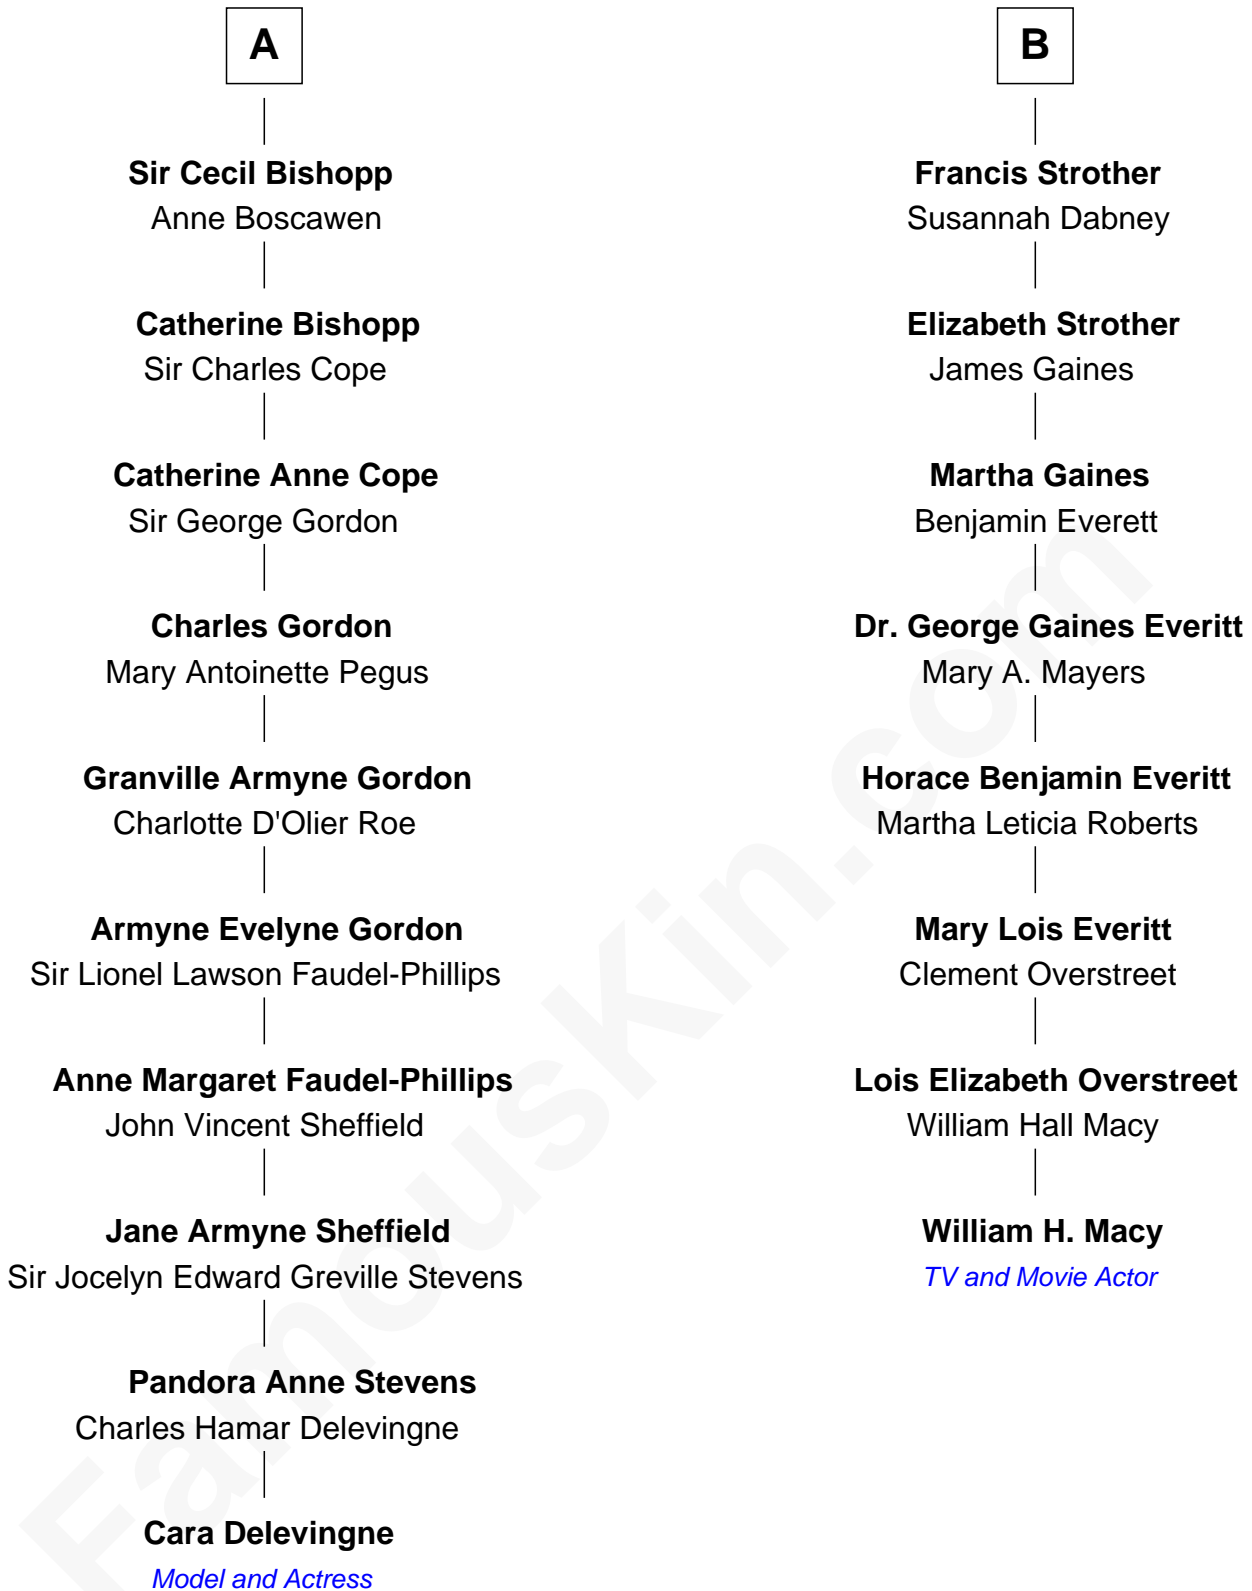 A
Sir Cecil Bishopp
Anne Boscawen
Catherine Bishopp
Sir Charles Cope
Catherine Anne Cope
Sir George Gordon
Charles Gordon
Mary Antoinette Pegus
Granville Armyne Gordon
Charlotte D'Olier Roe
Armyne Evelyne Gordon
Sir Lionel Lawson Faudel-Phillips
Anne Margaret Faudel-Phillips
John Vincent Sheffield
Jane Armyne Sheffield
Sir Jocelyn Edward Greville Stevens
Pandora Anne Stevens
Charles Hamar Delevingne
Cara Delevingne
Model and Actress
B
Francis Strother
Susannah Dabney
Elizabeth Strother
James Gaines
Martha Gaines
Benjamin Everett
Dr. George Gaines Everitt
Mary A. Mayers
Horace Benjamin Everitt
Martha Leticia Roberts
Mary Lois Everitt
Clement Overstreet
Lois Elizabeth Overstreet
William Hall Macy
William H. Macy
TV and Movie Actor
FamousKin.com